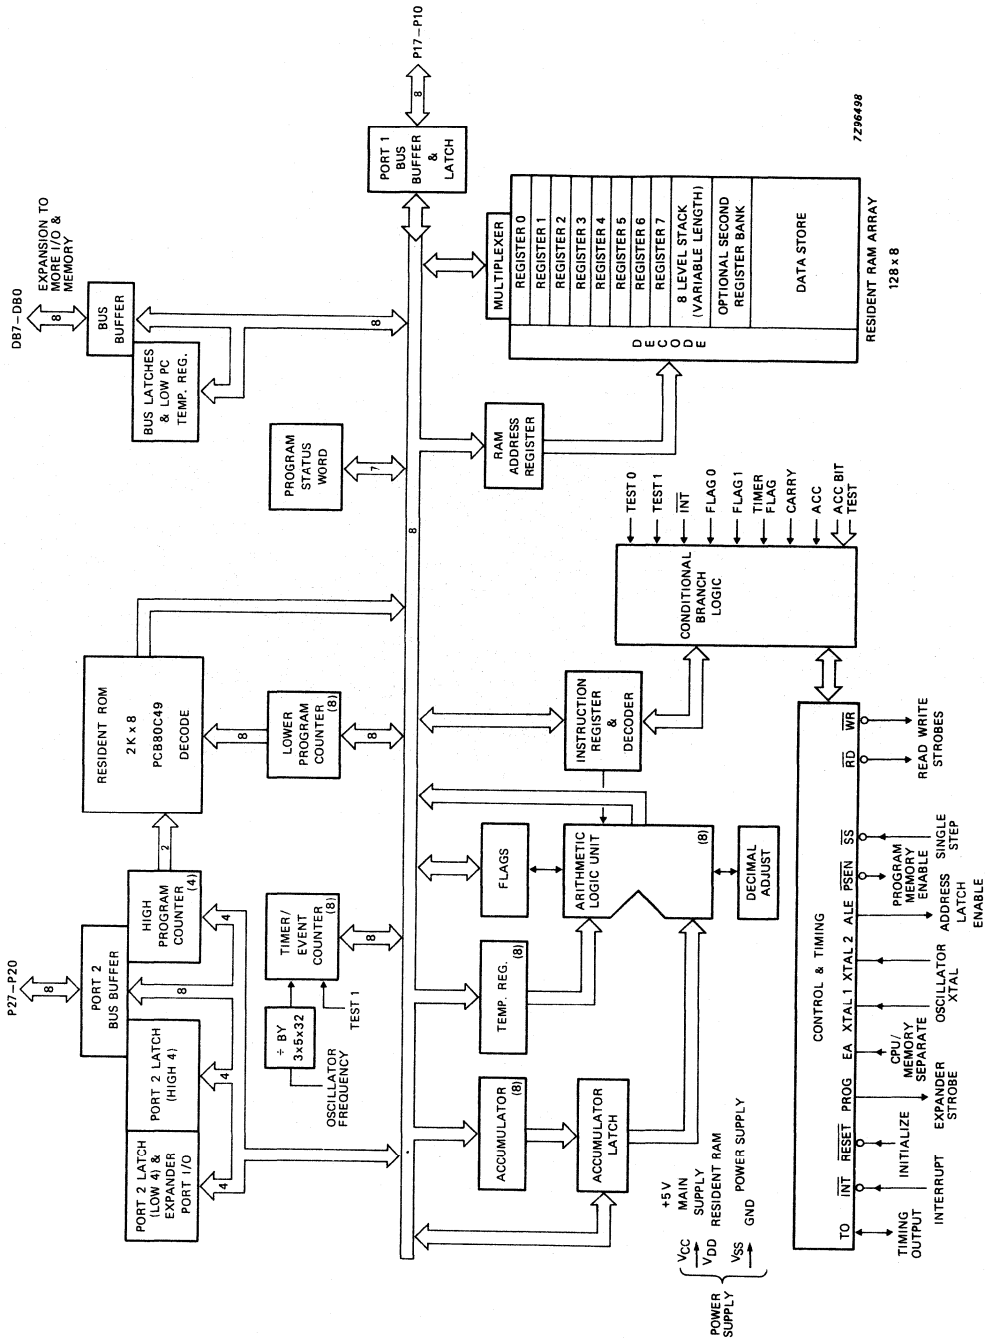 P27–P20
8
PORT 2
BUS BUFFER
PORT 2 LATCH
(LOW 4) &
EXPANDER
PORT I/O
PORT 2 LATCH
(HIGH 4)
HIGH
PROGRAM
COUNTER
(4)
4
4
8
4
2
RESIDENT ROM
2K x 8
PCB80C49
DECODE
8
LOWER
PROGRAM
COUNTER
(8)
8
OSCILLATOR
FREQUENCY
÷ BY
3x5x32
TEST 1
TIMER/
EVENT
COUNTER
(8)
8
PROGRAM
STATUS
WORD
7
DB7–DB0
8
EXPANSION TO
MORE I/O &
MEMORY
BUS
BUFFER
BUS LATCHES
& LOW PC
TEMP. REG.
8
8
PORT 1
BUS
BUFFER
&
LATCH
8
P17–P10
ACCUMULATOR
(8)
ACCUMULATOR
LATCH
TEMP. REG.
(8)
FLAGS
ARITHMETIC
LOGIC UNIT
(8)
DECIMAL
ADJUST
INSTRUCTION
REGISTER
&
DECODER
RAM
ADDRESS
REGISTER
MULTIPLEXER
REGISTER 0
REGISTER 1
REGISTER 2
REGISTER 3
REGISTER 4
REGISTER 5
REGISTER 6
REGISTER 7
8 LEVEL STACK
(VARIABLE LENGTH)
OPTIONAL SECOND
REGISTER BANK
DATA STORE
DECODE
RESIDENT RAM ARRAY
128 x 8
CONDITIONAL
BRANCH
LOGIC
TEST 0
TEST 1
I̅N̅T̅
FLAG 0
FLAG 1
TIMER
FLAG
CARRY
ACC
ACC BIT
TEST
POWER
SUPPLY
VCC
+5 V
MAIN
SUPPLY
VDD
RESIDENT RAM
POWER SUPPLY
VSS
GND
CONTROL & TIMING
TO
I̅N̅T̅
R̅E̅S̅E̅T̅
PROG
EA
XTAL 1
XTAL 2
ALE
P̅S̅E̅N̅
S̅S̅
R̅D̅
W̅R̅
TIMING
OUTPUT
INTERRUPT
INITIALIZE
EXPANDER
STROBE
CPU/
MEMORY
SEPARATE
OSCILLATOR
XTAL
ADDRESS
LATCH
ENABLE
PROGRAM
MEMORY
ENABLE
SINGLE
STEP
READ WRITE
STROBES
7Z96498